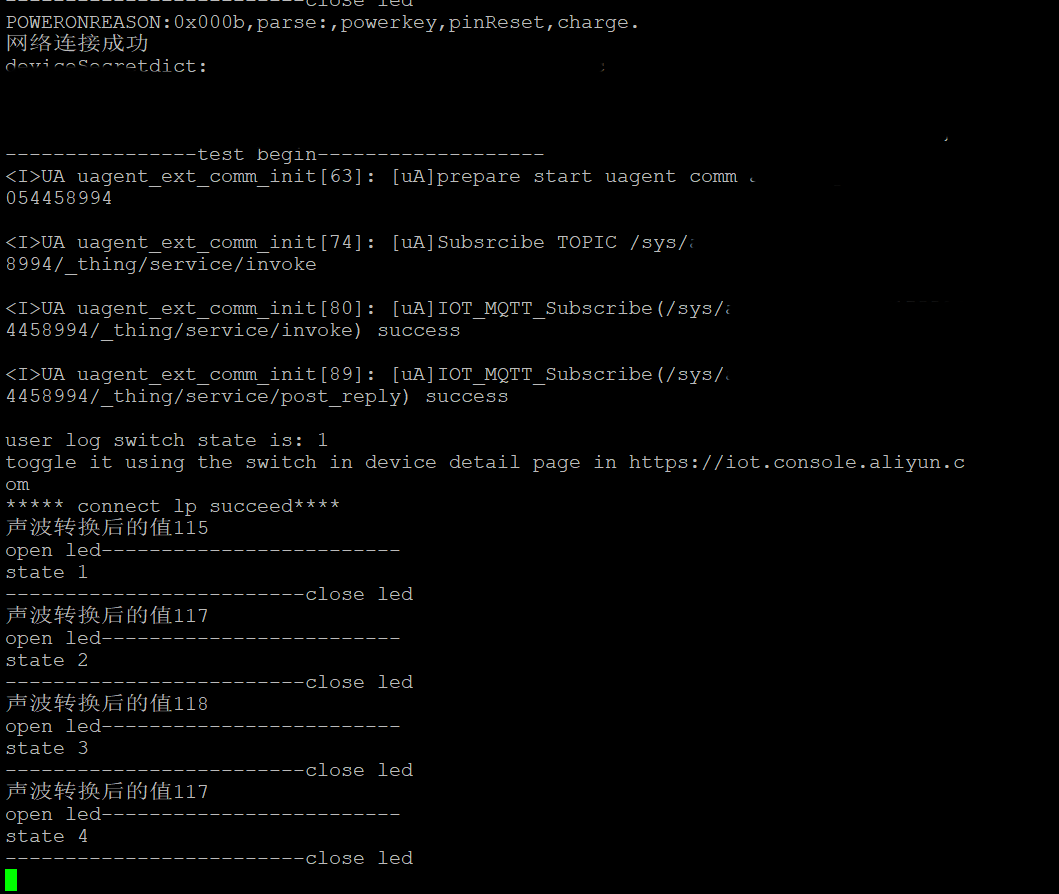 -------------------------close led
POWERONREASON:0x000b,parse:,powerkey,pinReset,charge.
网络连接成功
deviceSecretdict:
----------------test begin-------------------
<I>UA uagent_ext_comm_init[63]: [uA]prepare start uagent comm
054458994
<I>UA uagent_ext_comm_init[74]: [uA]Subsrcibe TOPIC /sys/
8994/_thing/service/invoke
<I>UA uagent_ext_comm_init[80]: [uA]IOT_MQTT_Subscribe(/sys/
4458994/_thing/service/invoke) success
<I>UA uagent_ext_comm_init[89]: [uA]IOT_MQTT_Subscribe(/sys/
4458994/_thing/service/post_reply) success
user log switch state is: 1
toggle it using the switch in device detail page in https://iot.console.aliyun.c
om
***** connect lp succeed****
声波转换后的值115
open led-------------------------
state 1
-------------------------close led
声波转换后的值117
open led-------------------------
state 2
-------------------------close led
声波转换后的值118
open led-------------------------
state 3
-------------------------close led
声波转换后的值117
open led-------------------------
state 4
-------------------------close led